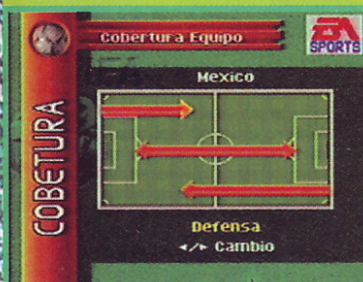 Cobertura Equipo
EA
SPORTS
Mexico
COBETURA
Defensa
◄/► Cambio